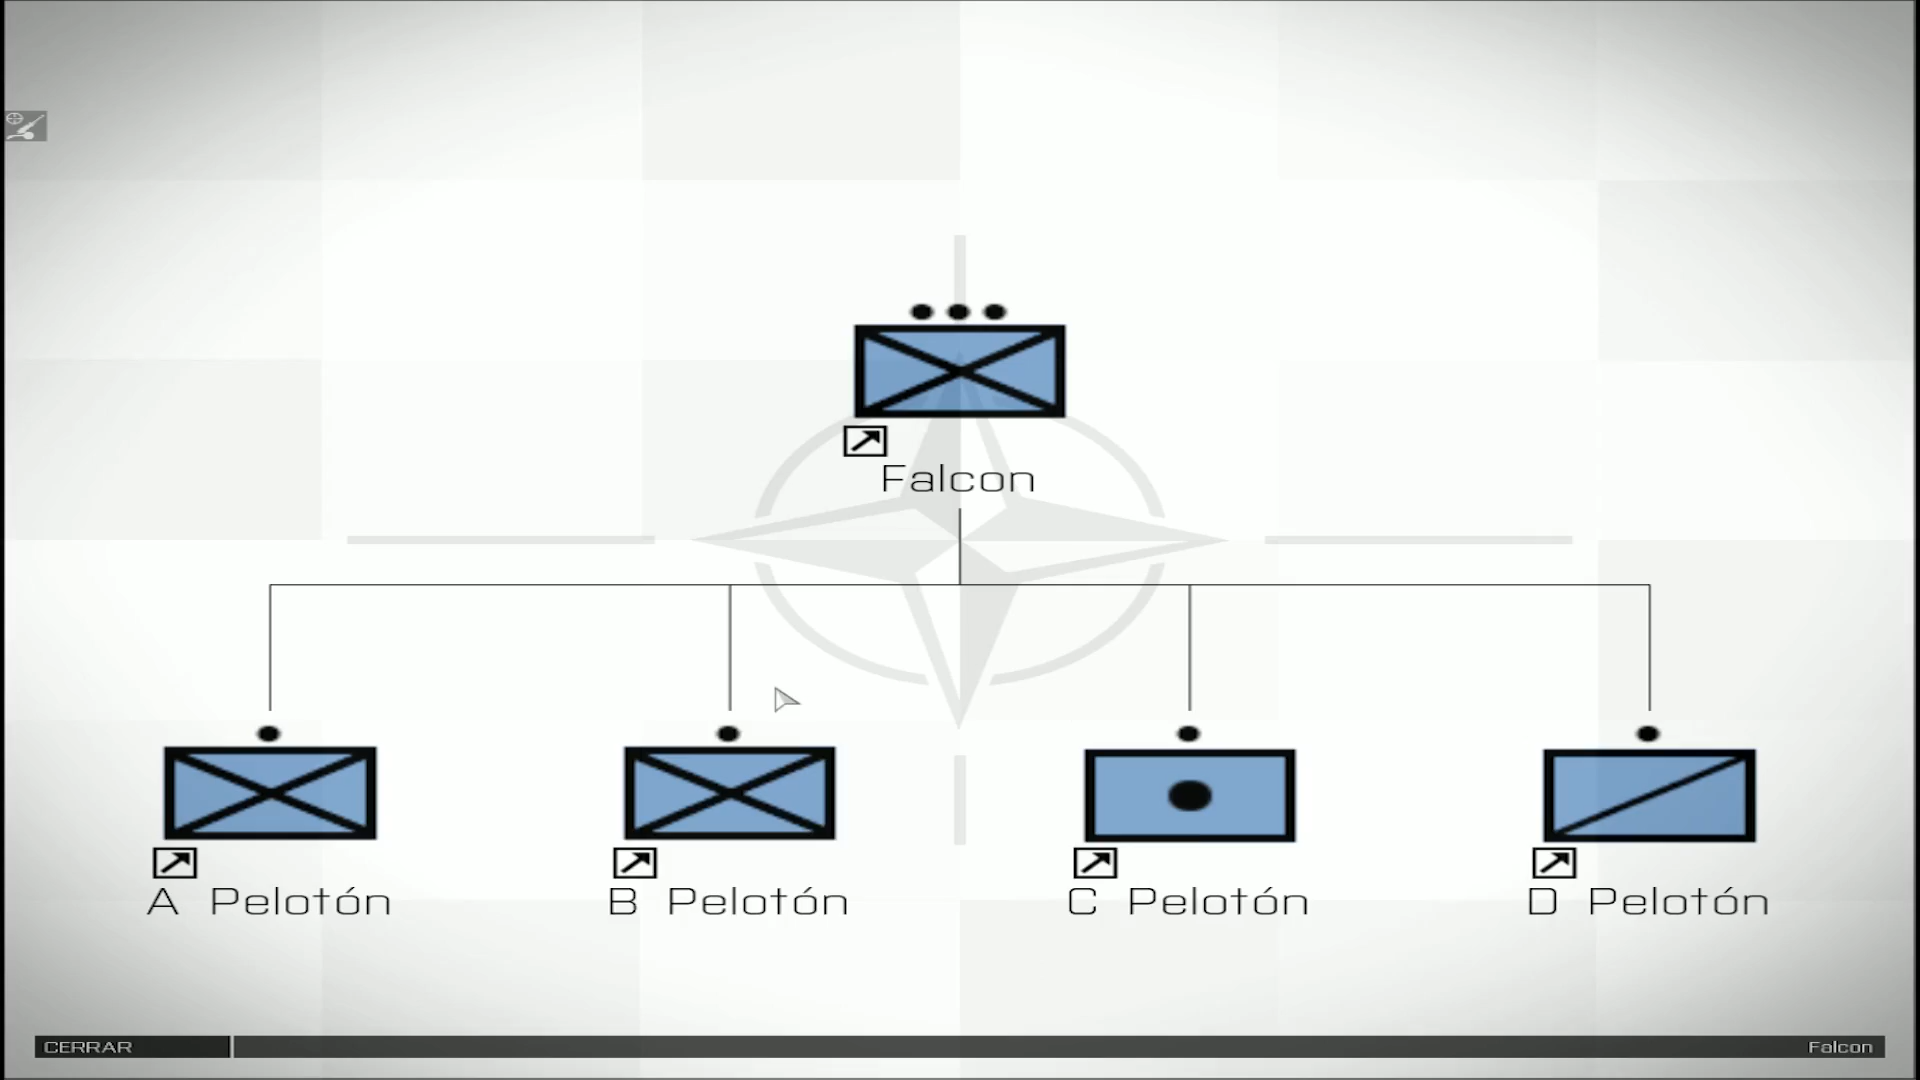 Falcon
A Pelotón
B Pelotón
C Pelotón
D Pelotón
CERRAR
Falcon